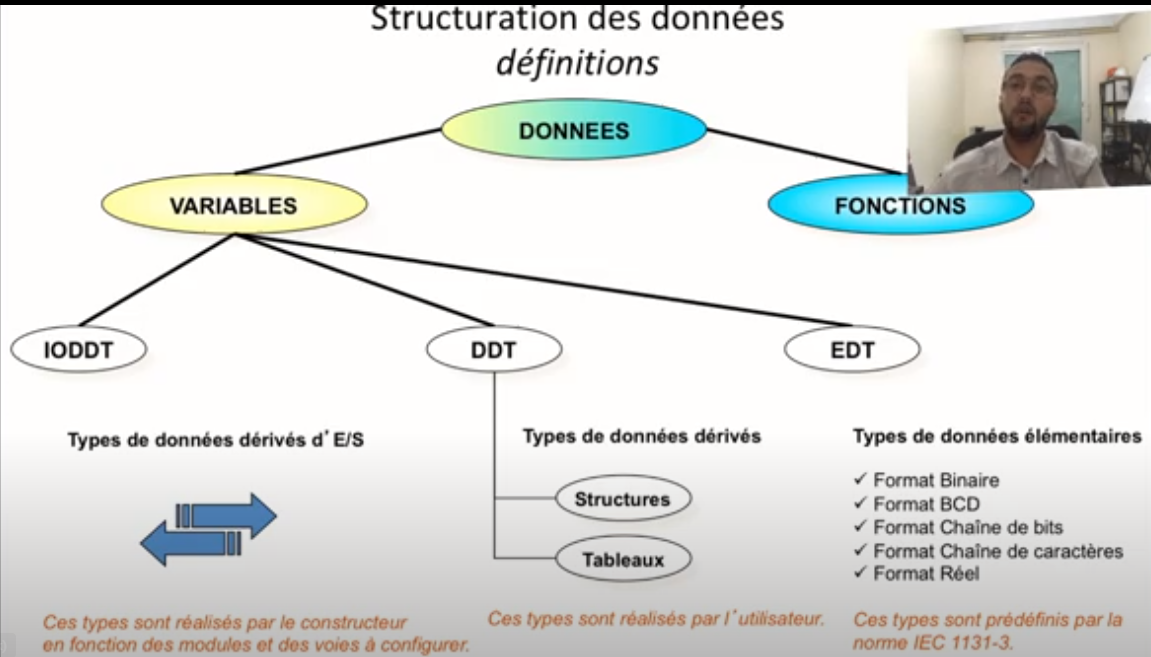 Structuration des données
définitions
DONNEES
VARIABLES
FONCTIONS
IODDT
DDT
EDT
Types de données dérivés d' E/S
Types de données dérivés
Structures
Tableaux
Types de données élémentaires
✓ Format Binaire
✓ Format BCD
✓ Format Chaîne de bits
✓ Format Chaîne de caractères
✓ Format Réel
Ces types sont réalisés par le constructeur
en fonction des modules et des voies à configurer.
Ces types sont réalisés par l'utilisateur.
Ces types sont prédéfinis par la
norme IEC 1131-3.